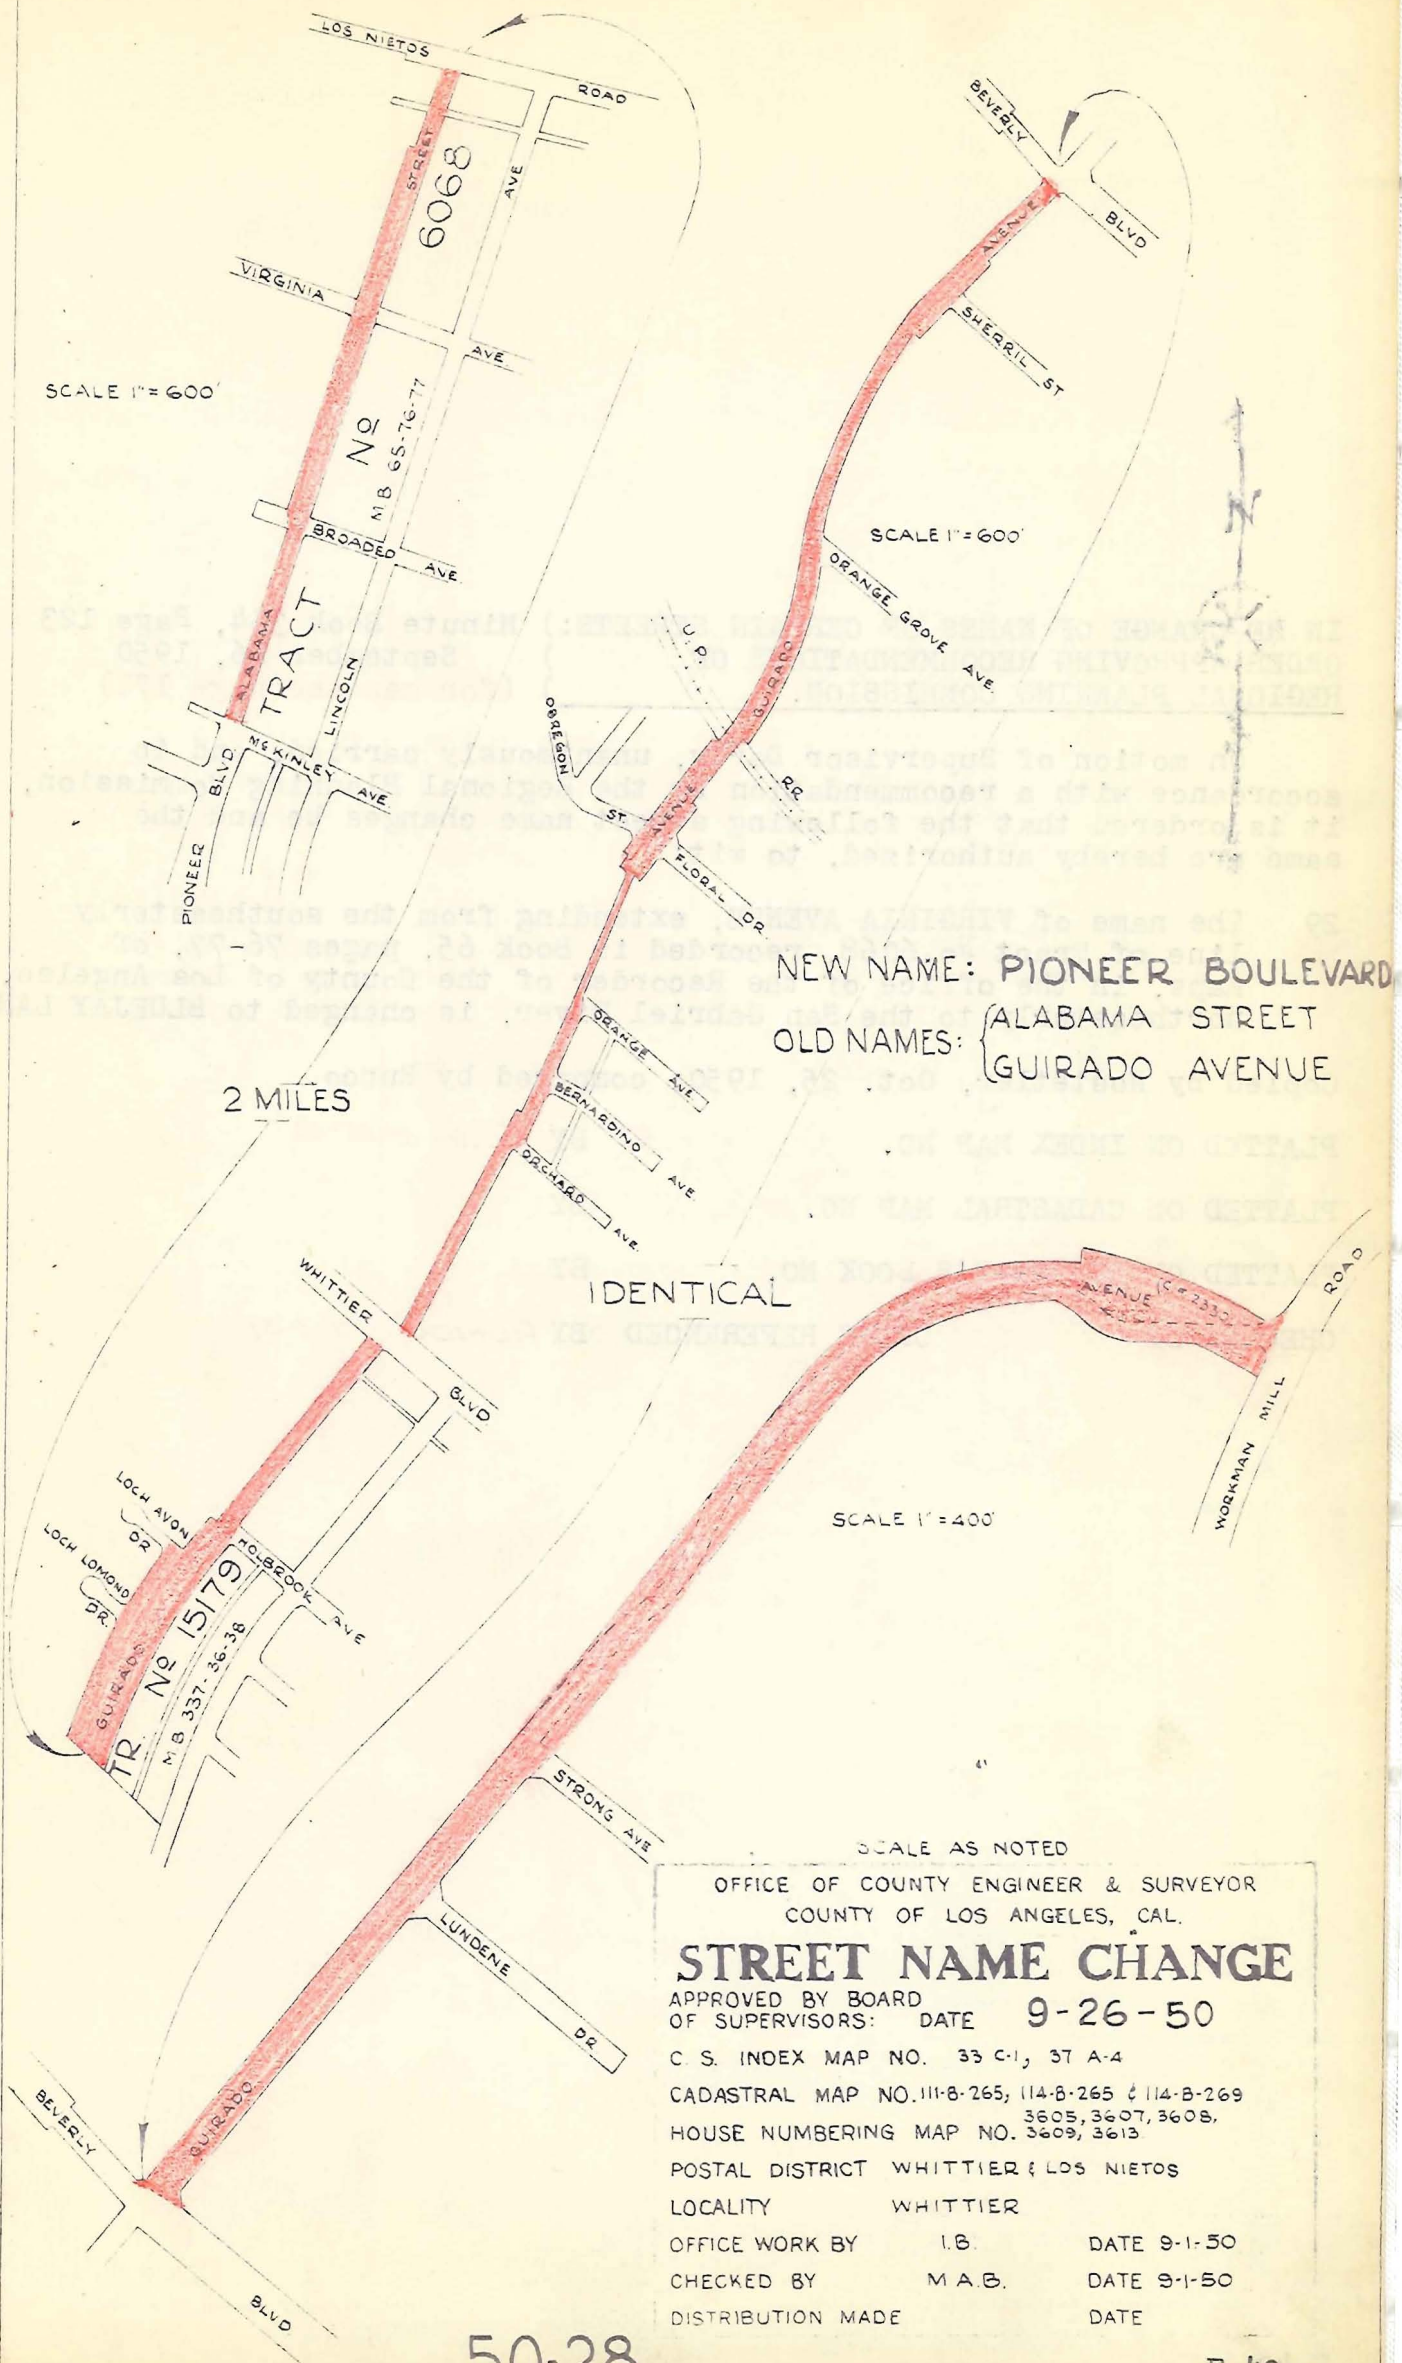 LOS NIETOS ROAD
STREET
6068
AVE
VIRGINIA AVE.
SCALE 1"=600'
Nº
M B 65-76-77
BROADED AVE.
TRACT
ALABAMA
LINCOLN
McKINLEY AVE.
PIONEER BLVD.
BEVERLY BLVD
AVENUE
SHERRIL ST
SCALE 1"=600'
ORANGE GROVE AVE.
GUIRADO
U.P. RR
OBREGON ST.
AVENUE
FLORAL DR.
NEW NAME: PIONEER BOULEVARD
OLD NAMES: { ALABAMA STREET
GUIRADO AVENUE
2 MILES
ORANGE AVE.
BERNARDINO AVE
ORCHARD AVE.
IDENTICAL
WHITTIER BLVD
LOCH AVON DR
LOCH LOMOND DR.
HOLBROOK AVE
GUIRADO
TR. Nº 15179
M B 337-36-38
AVENUE
WORKMAN MILL ROAD
SCALE 1"=400'
STRONG AVE
LUNDENE DR
GUIRADO
BEVERLY BLVD
SCALE AS NOTED
OFFICE OF COUNTY ENGINEER & SURVEYOR
COUNTY OF LOS ANGELES, CAL.
STREET NAME CHANGE
APPROVED BY BOARD
OF SUPERVISORS: DATE 9-26-50
C. S. INDEX MAP NO. 33 C-1, 37 A-4
CADASTRAL MAP NO. 111-B-265, 114-B-265 & 114-B-269
HOUSE NUMBERING MAP NO. 3605, 3607, 3608,
3609, 3613
POSTAL DISTRICT WHITTIER & LOS NIETOS
LOCALITY WHITTIER
OFFICE WORK BY I.B. DATE 9-1-50
CHECKED BY M.A.B. DATE 9-1-50
DISTRIBUTION MADE DATE
50-28